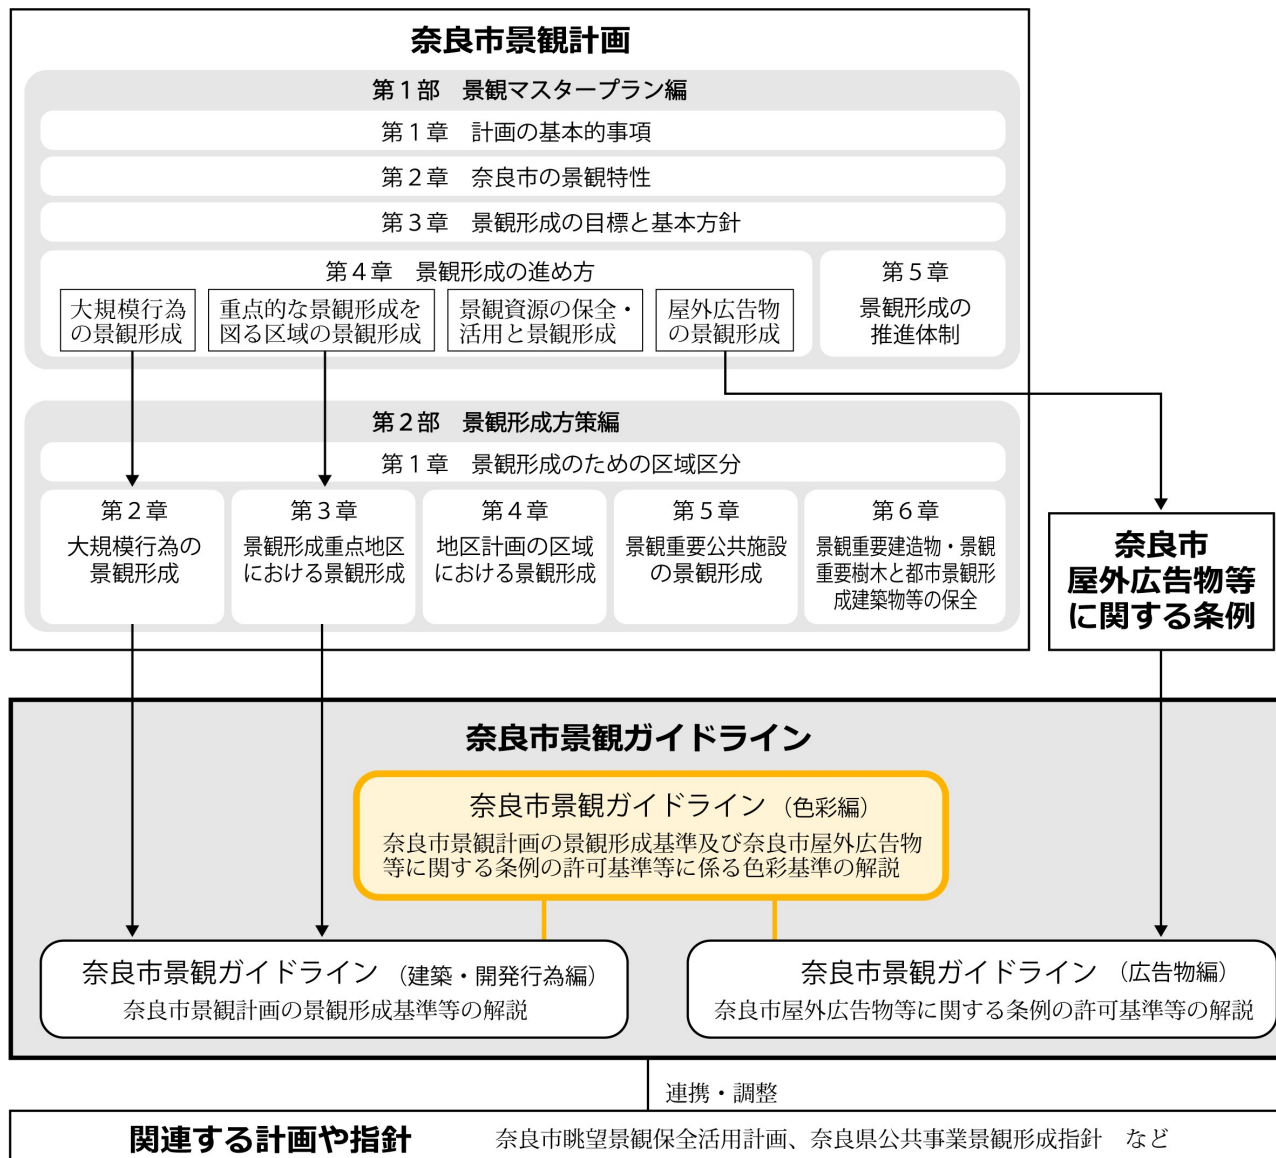 奈良市景観計画
第1部　景観マスタープラン編
第1章　計画の基本的事項
第2章　奈良市の景観特性
第3章　景観形成の目標と基本方針
第4章　景観形成の進め方
大規模行為
の景観形成
重点的な景観形成を
図る区域の景観形成
景観資源の保全・
活用と景観形成
屋外広告物
の景観形成
第5章
景観形成の
推進体制
第2部　景観形成方策編
第1章　景観形成のための区域区分
第2章
大規模行為の
景観形成
第3章
景観形成重点地区
における景観形成
第4章
地区計画の区域
における景観形成
第5章
景観重要公共施設
の景観形成
第6章
景観重要建造物・景観
重要樹木と都市景観形
成建築物等の保全
奈良市
屋外広告物等
に関する条例
奈良市景観ガイドライン
奈良市景観ガイドライン（色彩編）
奈良市景観計画の景観形成基準及び奈良市屋外広告物
等に関する条例の許可基準等に係る色彩基準の解説
奈良市景観ガイドライン（建築・開発行為編）
奈良市景観計画の景観形成基準等の解説
奈良市景観ガイドライン（広告物編）
奈良市屋外広告物等に関する条例の許可基準等の解説
連携・調整
関連する計画や指針　奈良市眺望景観保全活用計画、奈良県公共事業景観形成指針　など